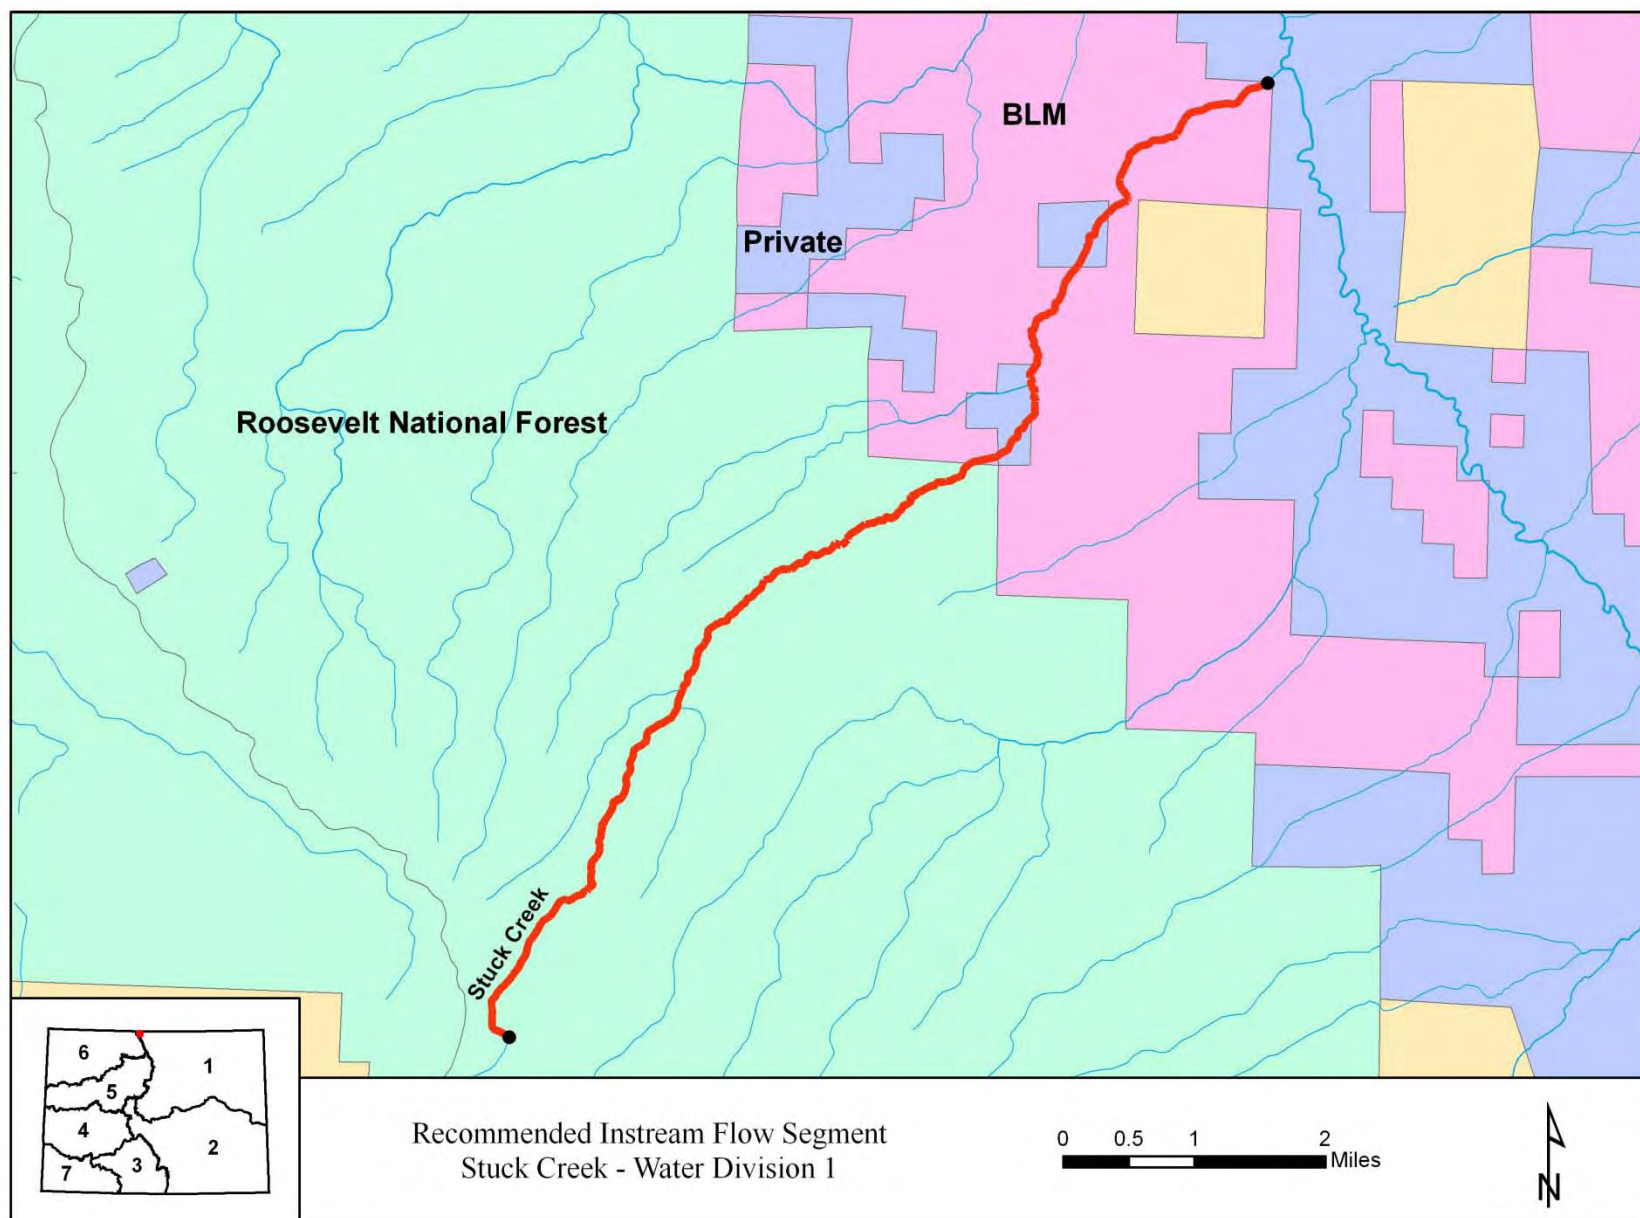 BLM
Private
Roosevelt National Forest
Stuck Creek
6
1
5
4
2
3
7
Recommended Instream Flow Segment
Stuck Creek - Water Division 1
0 0.5 1 2
Miles
N